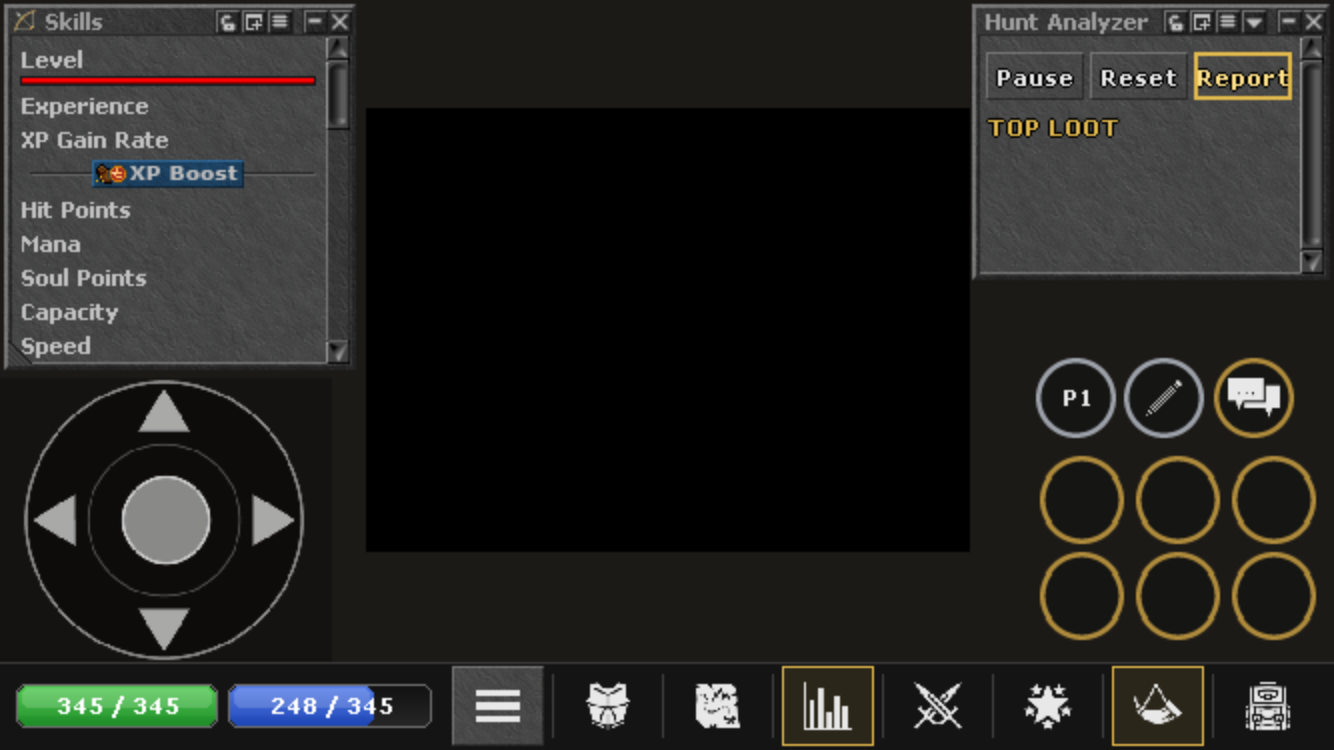 Skills
Level
Experience
XP Gain Rate
XP Boost
Hit Points
Mana
Soul Points
Capacity
Speed
Hunt Analyzer
Pause Reset Report
TOP LOOT
P1
345 / 345
248 / 345